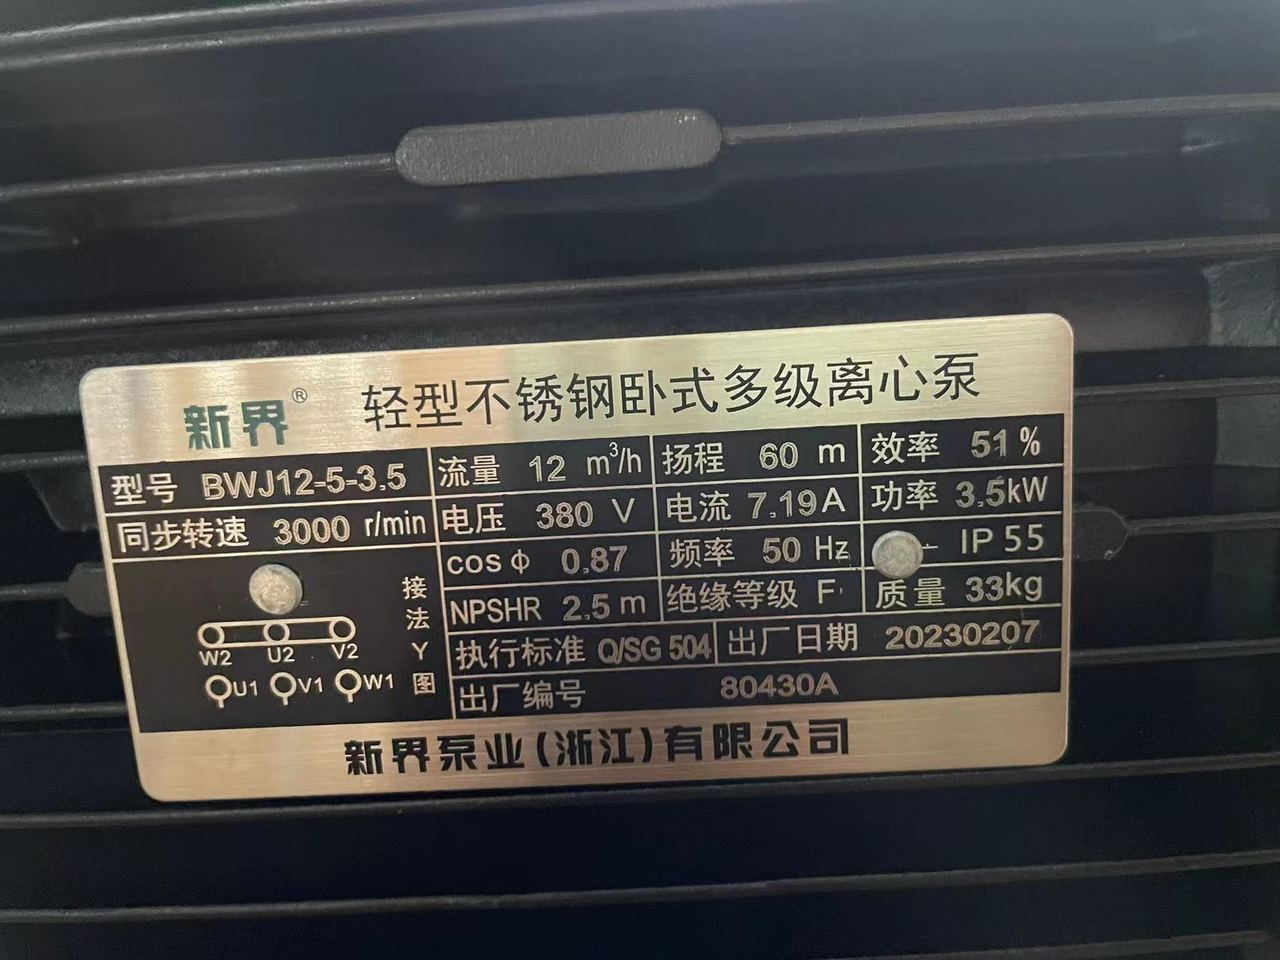 新界® 轻型不锈钢卧式多级离心泵
型号 BWJ12-5-3.5 流量 12 m³/h 扬程 60 m 效率 51 %
同步转速 3000 r/min 电压 380 V 电流 7.19A 功率 3.5kW
cos ф 0.87 频率 50 Hz IP 55
NPSHR 2.5 m 绝缘等级 F 质量 33kg
执行标准 Q/SG 504 出厂日期 20230207
出厂编号 80430A
接法Y图
W2 U2 V2
U1 V1 W1
新界泵业(浙江)有限公司